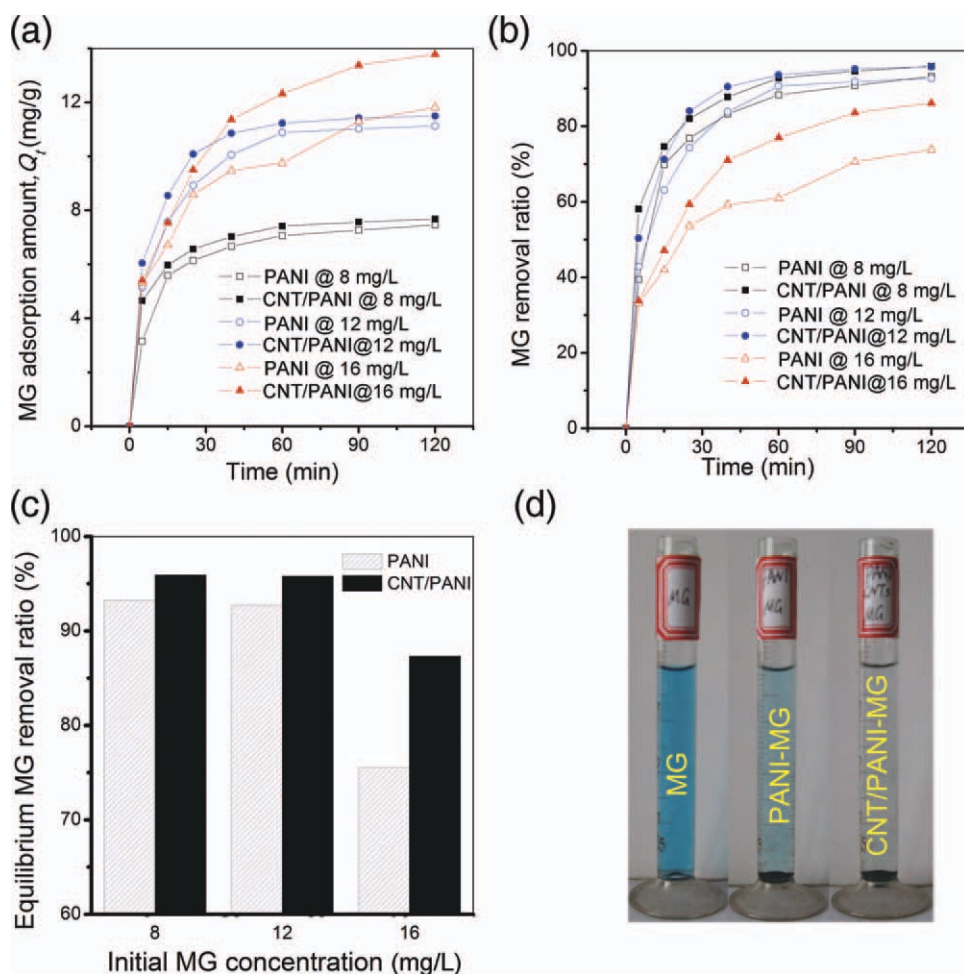 (a)
MG adsorption amount, Qt (mg/g)
12
8
4
0
PANI @ 8 mg/L
CNT/PANI @ 8 mg/L
PANI @ 12 mg/L
CNT/PANI@12 mg/L
PANI @ 16 mg/L
CNT/PANI@16 mg/L
0 30 60 90 120
Time (min)
(b)
MG removal ratio (%)
100
80
60
40
20
0
PANI @ 8 mg/L
CNT/PANI @ 8 mg/L
PANI @ 12 mg/L
CNT/PANI@12 mg/L
PANI @ 16 mg/L
CNT/PANI@16 mg/L
0 30 60 90 120
Time (min)
(c)
Equilibrium MG removal ratio (%)
100
90
80
70
60
PANI
CNT/PANI
8 12 16
Initial MG concentration (mg/L)
(d)
MG
PANI
MG
PANI
CNTs
MG
MG
PANI-MG
CNT/PANI-MG